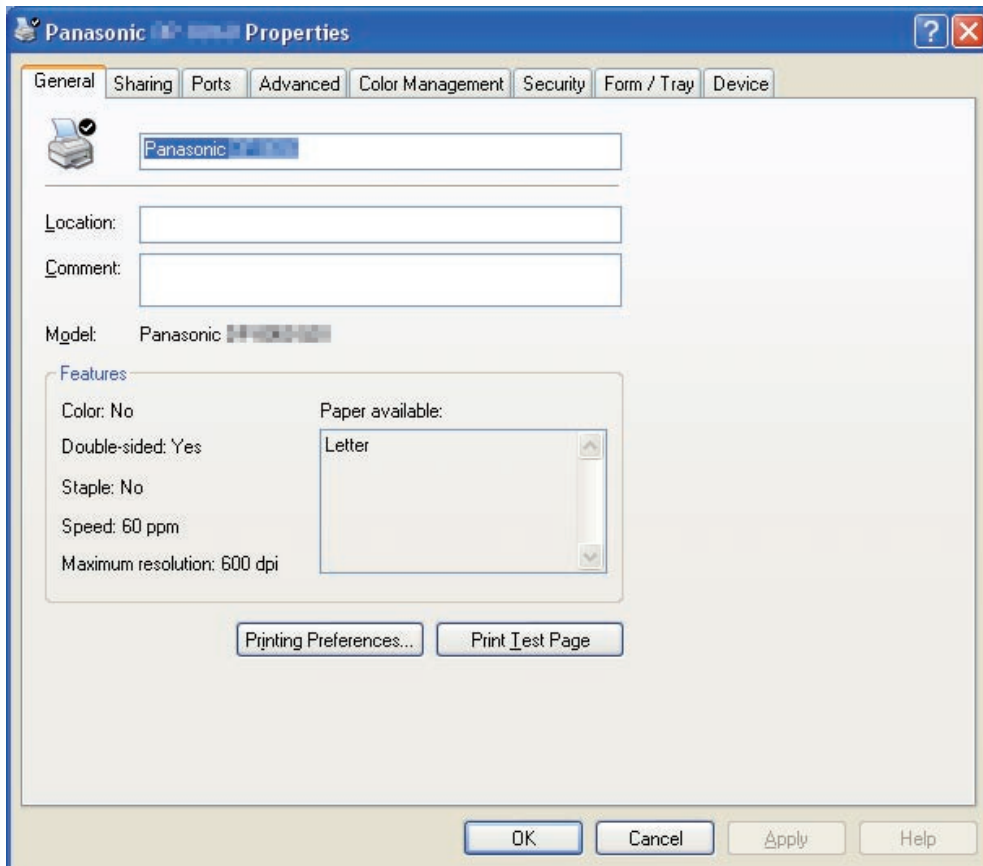 Panasonic Properties
General Sharing Ports Advanced Color Management Security Form / Tray Device
Panasonic
Location:
Comment:
Model: Panasonic
Features
Color: No
Double-sided: Yes
Staple: No
Speed: 60 ppm
Maximum resolution: 600 dpi
Paper available:
Letter
Printing Preferences... Print Test Page
OK Cancel Apply Help